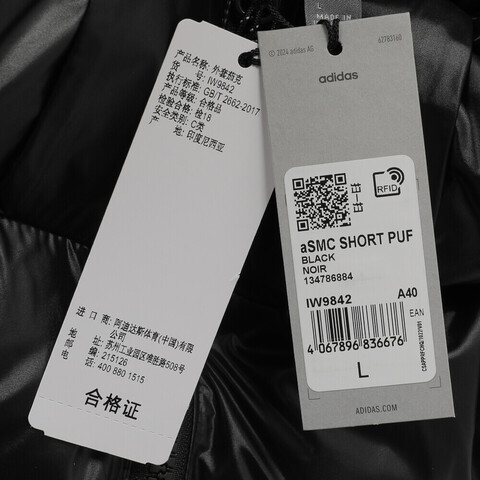 产品名称: 外套茄克
货 号: IW9842
执行标准: GB/T 2662-2017
产品等级: 合格品
检验合格: 检18
安全类别: C类
产 地: 印度尼西亚
进 口 商: 阿迪达斯体育(中国)有限
公司
地 址: 苏州工业园区唯胜路508号
邮 编: 215126
电 话: 400 880 1515
合格证
L
MADE IN
© 2024 adidas AG
62783160
adidas
RFID
aSMC SHORT PUF
BLACK
NOIR
134786884
IW9842
A40
EAN
4 067896 836676
L
ADIDAS.COM